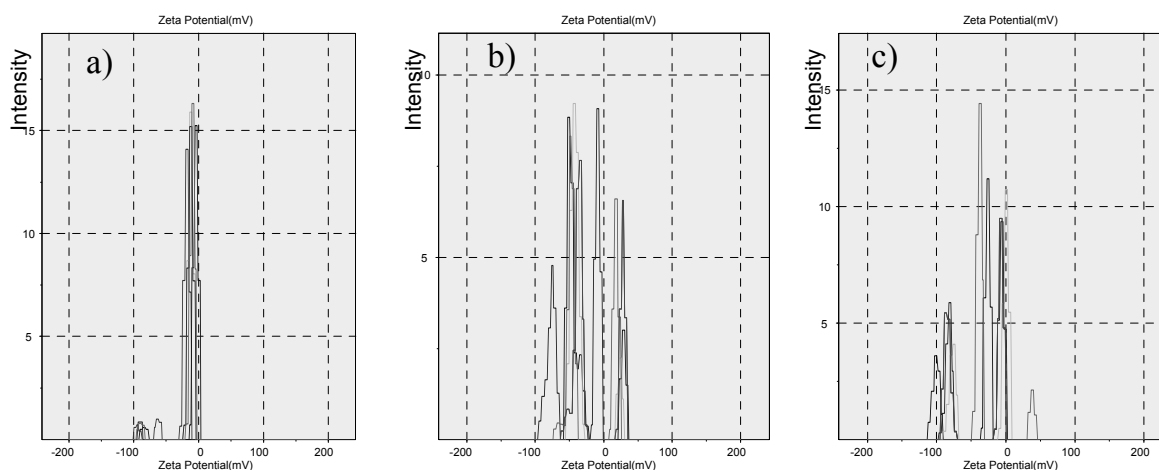 Zeta Potential(mV)
Intensity
a)
15
10
5
-200 -100 0 100 200
Zeta Potential(mV)
Zeta Potential(mV)
Intensity
b)
10
5
-200 -100 0 100 200
Zeta Potential(mV)
Zeta Potential(mV)
Intensity
c)
15
10
5
-200 -100 0 100 200
Zeta Potential(mV)